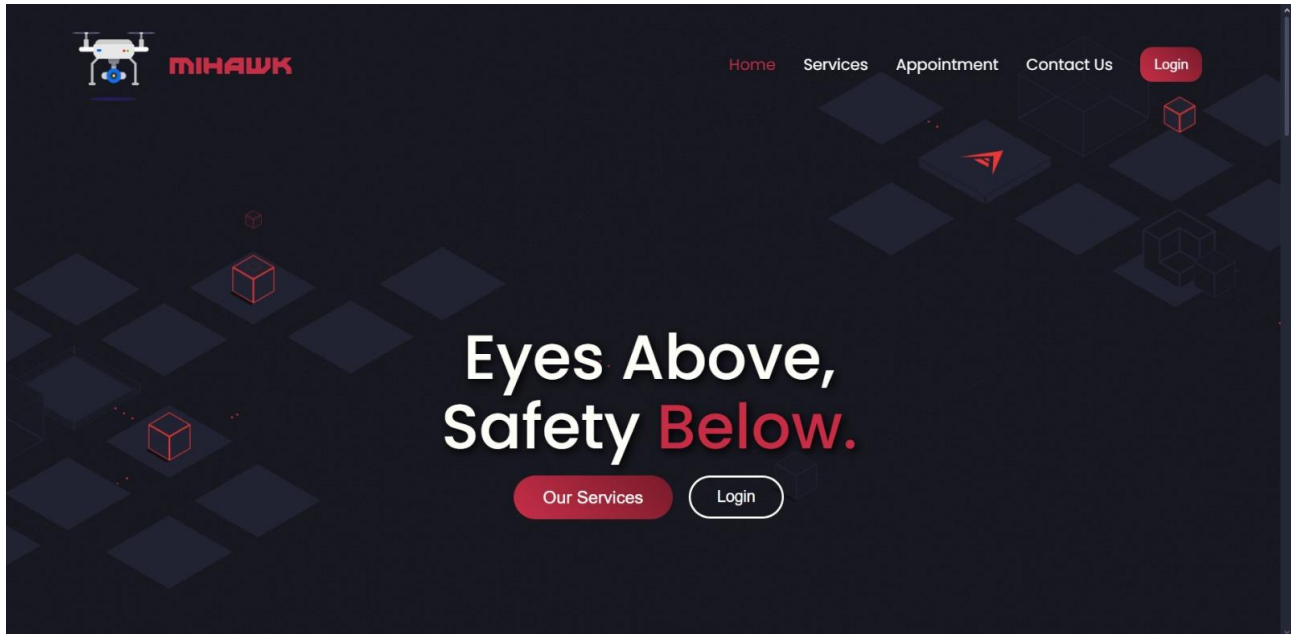 MIHAWK
Home Services Appointment Contact Us Login
Eyes Above,
Safety Below.
Our Services Login